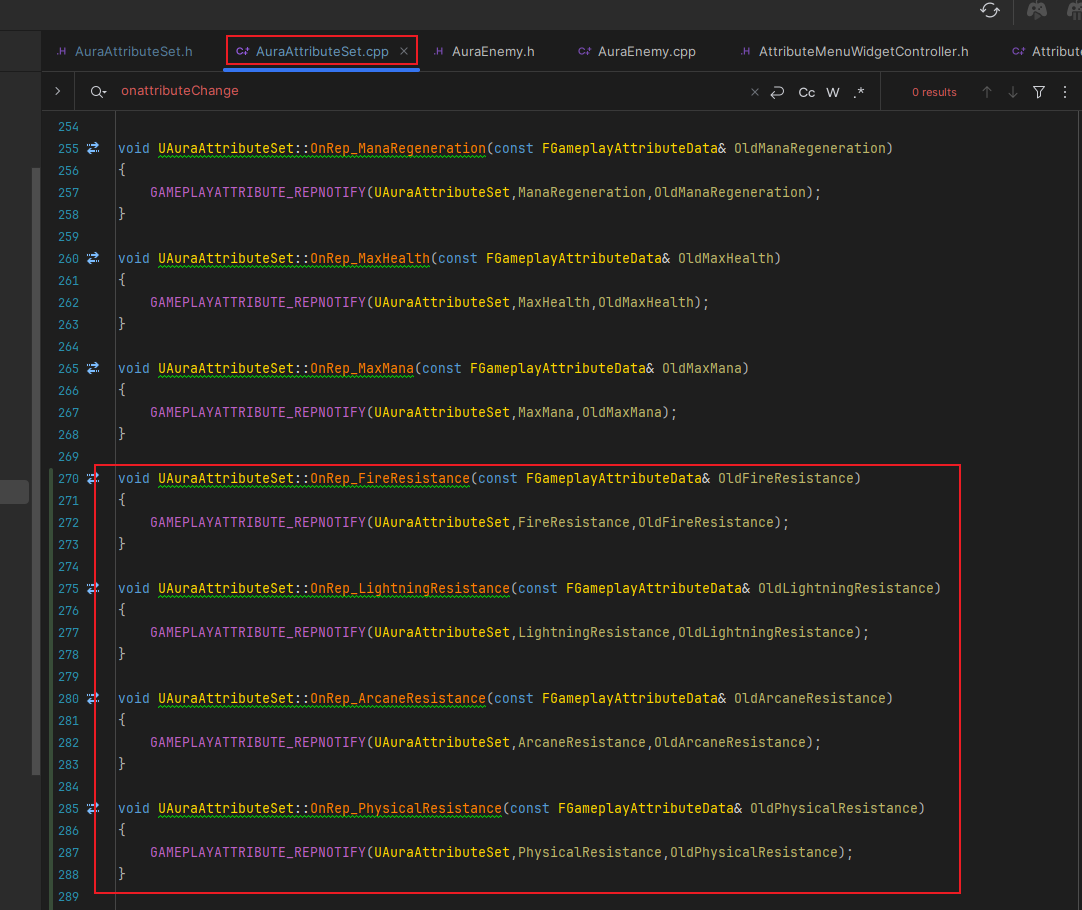 AuraAttributeSet.h AuraAttributeSet.cpp AuraEnemy.h AuraEnemy.cpp AttributeMenuWidgetController.h Attribute
onattributeChange Cc W .* 0 results
254
255 void UAuraAttributeSet::OnRep_ManaRegeneration(const FGameplayAttributeData& OldManaRegeneration)
256 {
257 GAMEPLAYATTRIBUTE_REPNOTIFY(UAuraAttributeSet,ManaRegeneration,OldManaRegeneration);
258 }
259
260 void UAuraAttributeSet::OnRep_MaxHealth(const FGameplayAttributeData& OldMaxHealth)
261 {
262 GAMEPLAYATTRIBUTE_REPNOTIFY(UAuraAttributeSet,MaxHealth,OldMaxHealth);
263 }
264
265 void UAuraAttributeSet::OnRep_MaxMana(const FGameplayAttributeData& OldMaxMana)
266 {
267 GAMEPLAYATTRIBUTE_REPNOTIFY(UAuraAttributeSet,MaxMana,OldMaxMana);
268 }
269
270 void UAuraAttributeSet::OnRep_FireResistance(const FGameplayAttributeData& OldFireResistance)
271 {
272 GAMEPLAYATTRIBUTE_REPNOTIFY(UAuraAttributeSet,FireResistance,OldFireResistance);
273 }
274
275 void UAuraAttributeSet::OnRep_LightningResistance(const FGameplayAttributeData& OldLightningResistance)
276 {
277 GAMEPLAYATTRIBUTE_REPNOTIFY(UAuraAttributeSet,LightningResistance,OldLightningResistance);
278 }
279
280 void UAuraAttributeSet::OnRep_ArcaneResistance(const FGameplayAttributeData& OldArcaneResistance)
281 {
282 GAMEPLAYATTRIBUTE_REPNOTIFY(UAuraAttributeSet,ArcaneResistance,OldArcaneResistance);
283 }
284
285 void UAuraAttributeSet::OnRep_PhysicalResistance(const FGameplayAttributeData& OldPhysicalResistance)
286 {
287 GAMEPLAYATTRIBUTE_REPNOTIFY(UAuraAttributeSet,PhysicalResistance,OldPhysicalResistance);
288 }
289